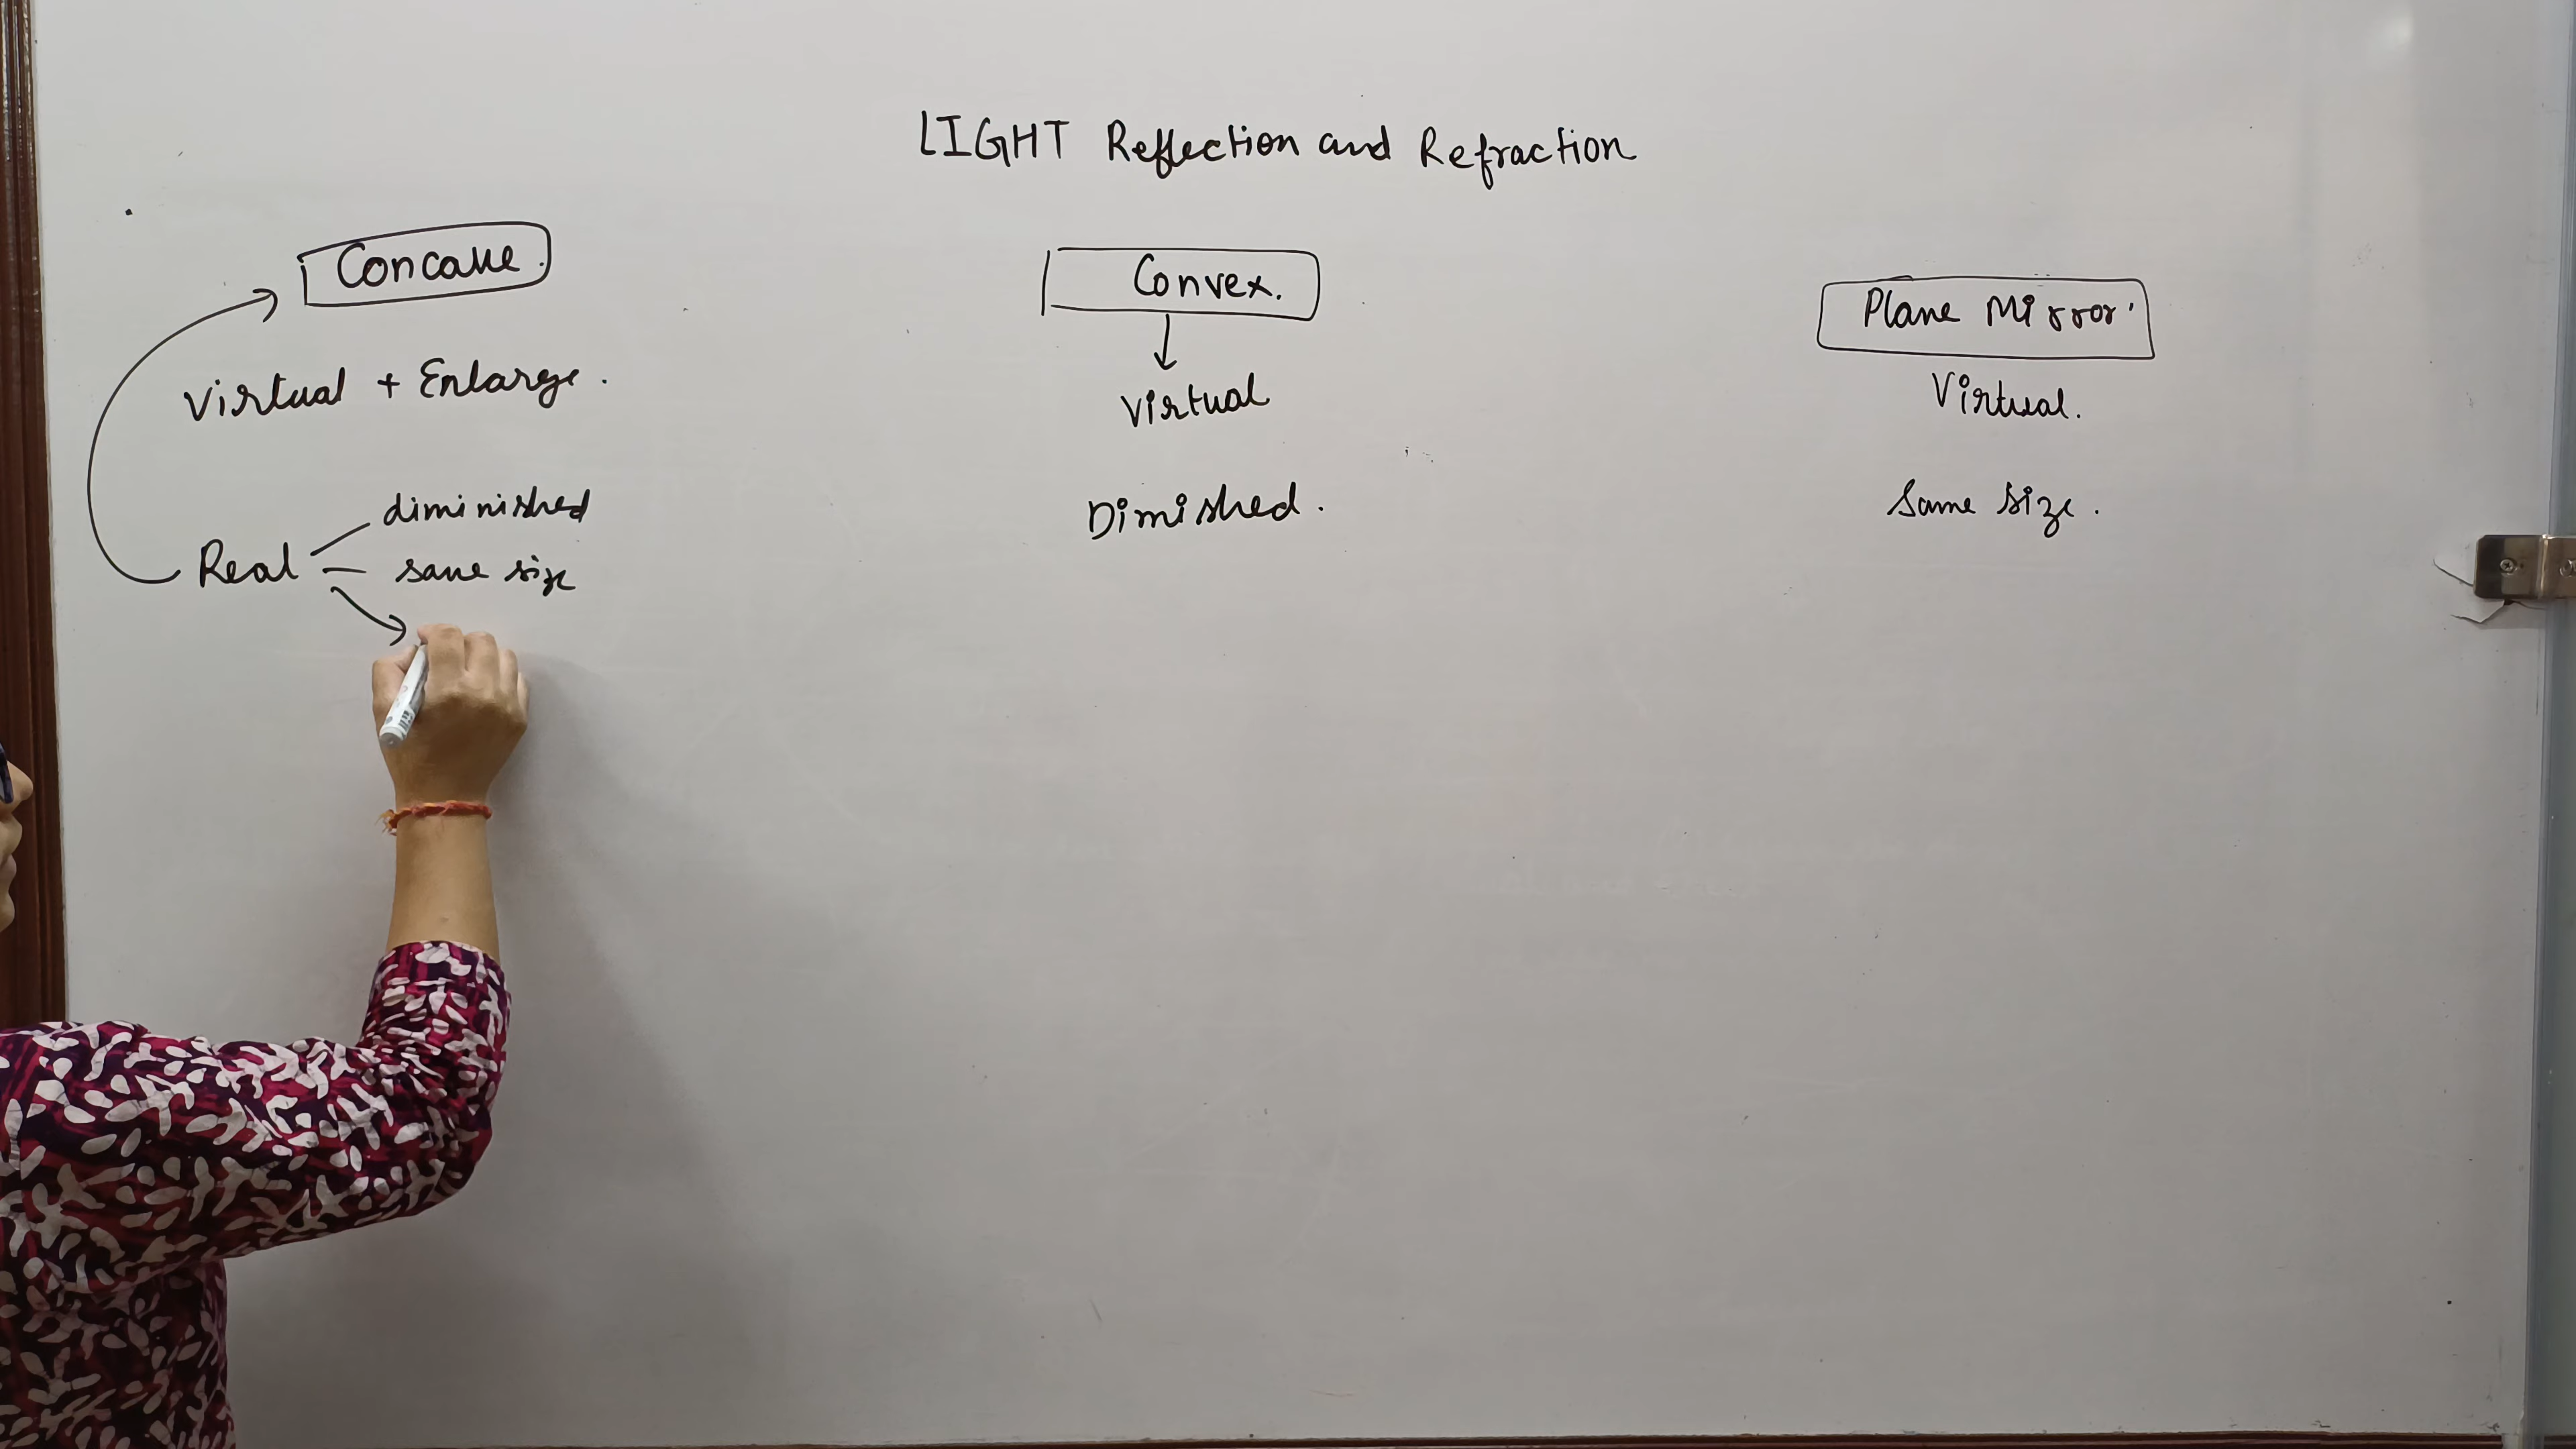 LIGHT Reflection and Refraction
Concave.
Virtual + Enlarge.
Real
diminished
same size
Convex.
Virtual
Dimished.
Plane Mirror.
Virtual.
Same size.